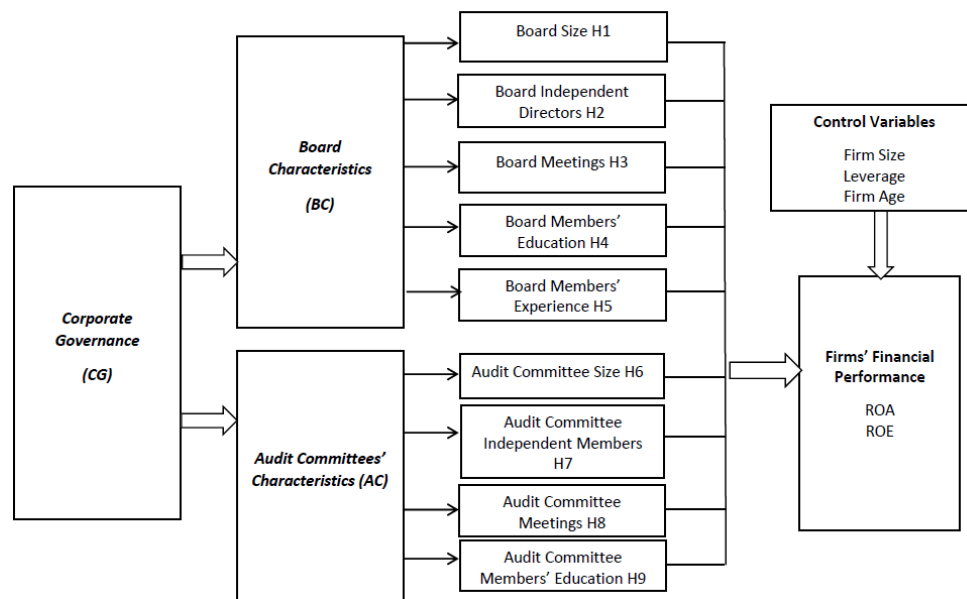 Corporate
Governance
(CG)
Board
Characteristics
(BC)
Audit Committees’
Characteristics (AC)
Board Size H1
Board Independent
Directors H2
Board Meetings H3
Board Members’
Education H4
Board Members’
Experience H5
Audit Committee Size H6
Audit Committee
Independent Members
H7
Audit Committee
Meetings H8
Audit Committee
Members’ Education H9
Control Variables
Firm Size
Leverage
Firm Age
Firms’ Financial
Performance
ROA
ROE